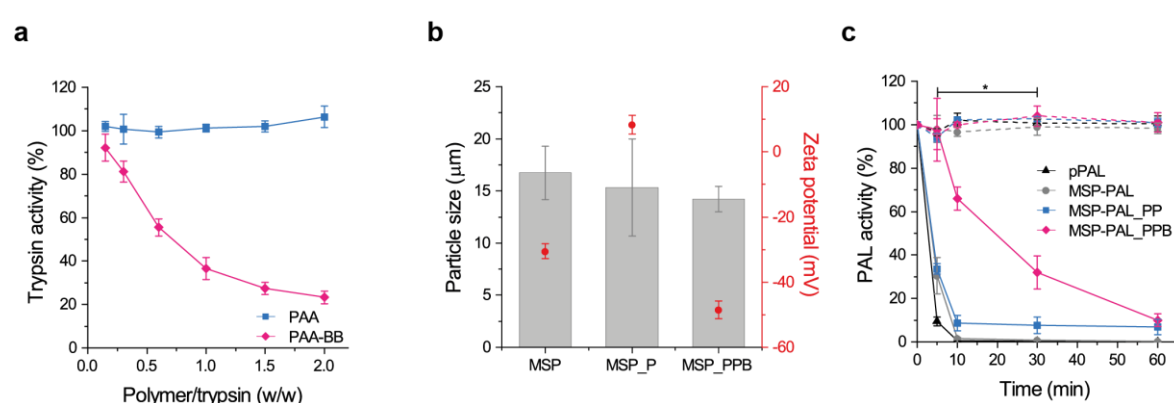 a
120
100
80
60
40
20
0
0.0
0.5
1.0
1.5
2.0
Trypsin activity (%)
Polymer/trypsin (w/w)
PAA
PAA-BB
b
25
20
15
10
5
0
Particle size (μm)
MSP
MSP_P
MSP_PPB
20
0
-20
-40
-60
Zeta potential (mV)
c
120
100
80
60
40
20
0
PAL activity (%)
*
pPAL
MSP-PAL
MSP-PAL_PP
MSP-PAL_PPB
0
10
30
60
Time (min)